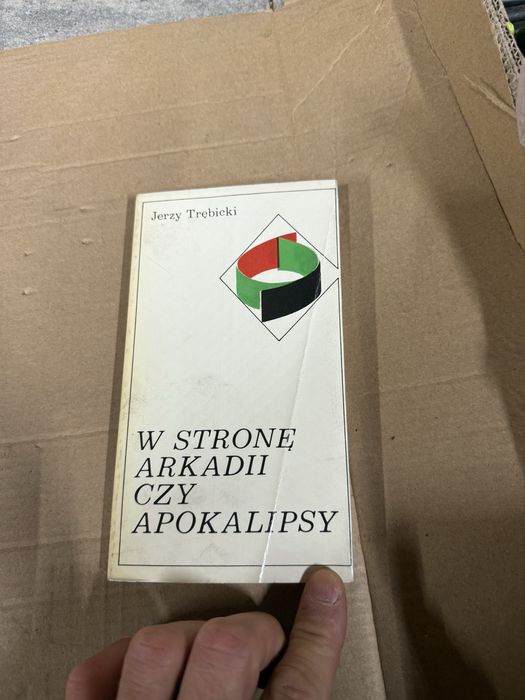 Jerzy Trębicki
W STRONĘ
ARKADII
CZY
APOKALIPSY